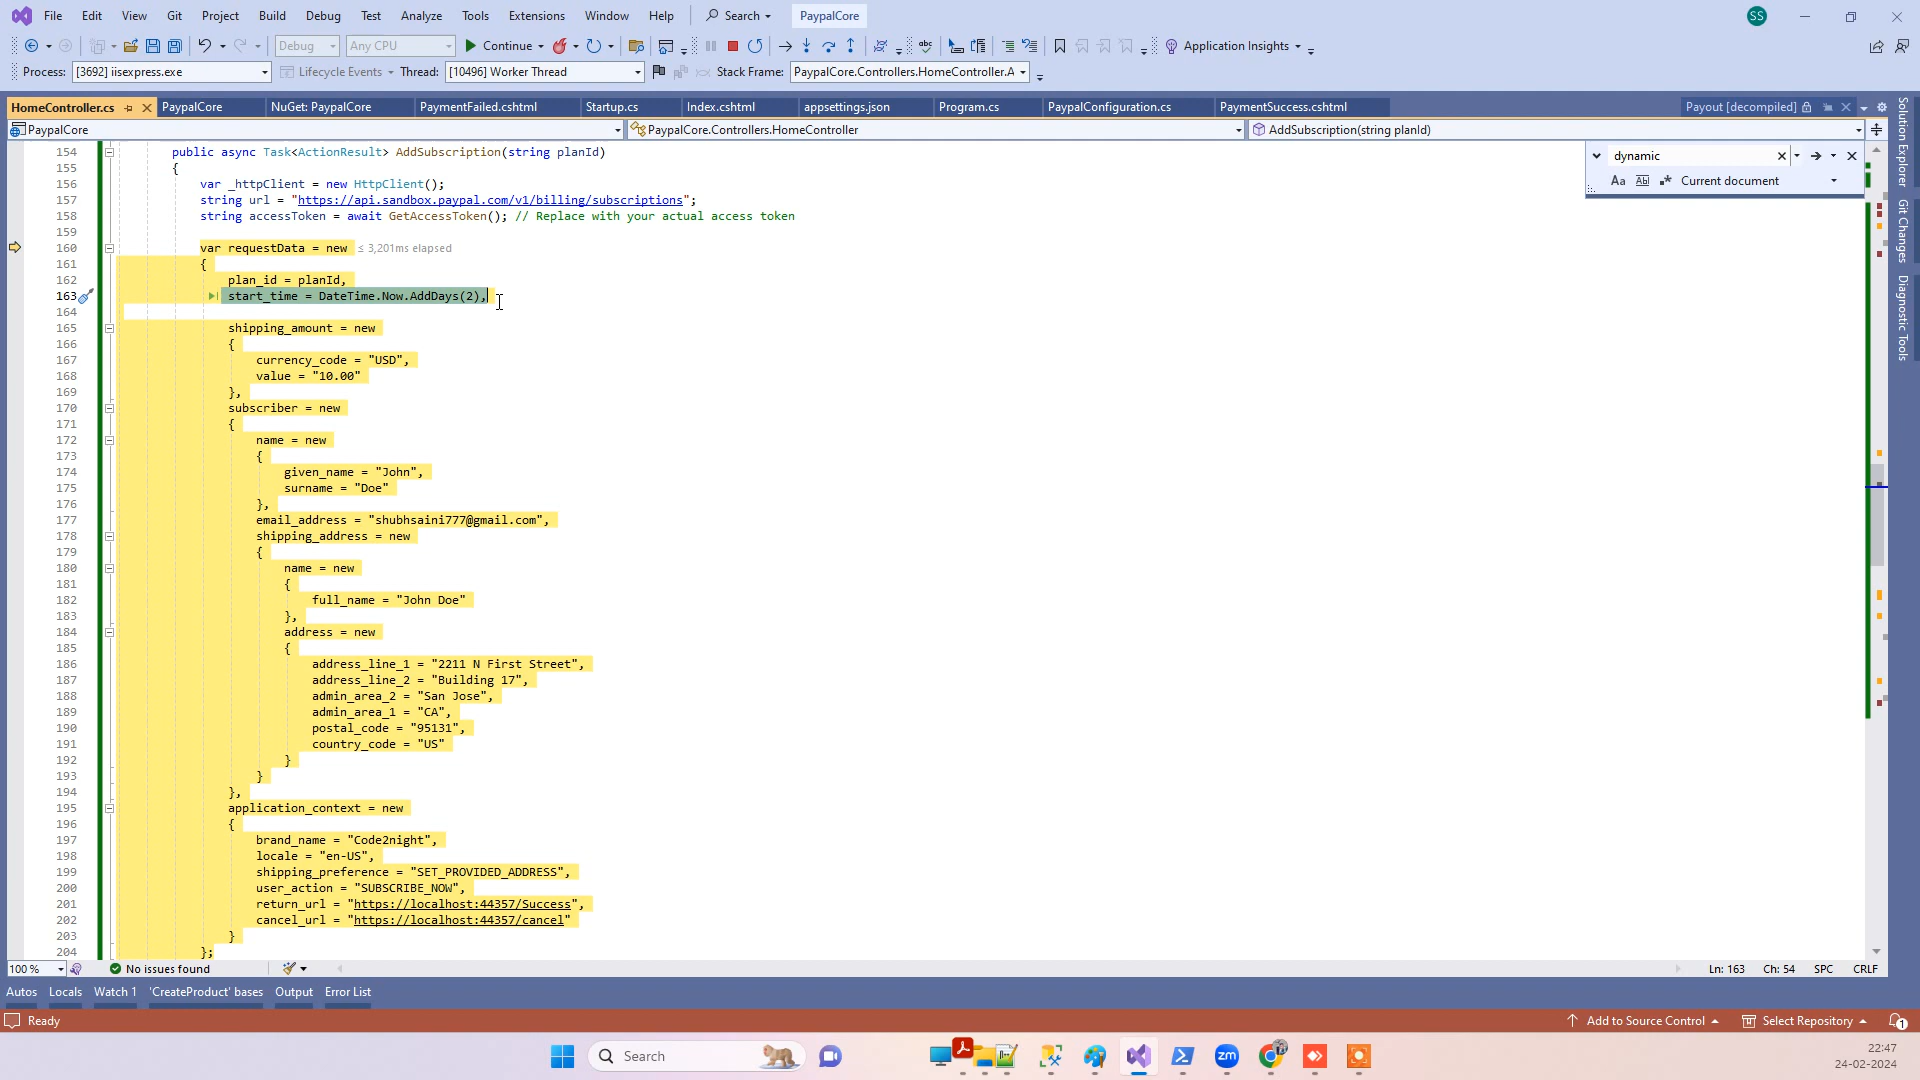 File Edit View Git Project Build Debug Test Analyze Tools Extensions Window Help Search PaypalCore SS
Debug Any CPU Continue Application Insights
Process: [3692] iisexpress.exe Lifecycle Events Thread: [10496] Worker Thread Stack Frame: PaypalCore.Controllers.HomeController.A
HomeController.cs PaypalCore NuGet: PaypalCore PaymentFailed.cshtml Startup.cs Index.cshtml appsettings.json Program.cs PaypalConfiguration.cs PaymentSuccess.cshtml Payout [decompiled]
PaypalCore PaypalCore.Controllers.HomeController AddSubscription(string planId)
dynamic
Aa Ab Current document
Solution Explorer
Git Changes
Diagnostic Tools
154 public async Task<ActionResult> AddSubscription(string planId)
155 {
156 var _httpClient = new HttpClient();
157 string url = "https://api.sandbox.paypal.com/v1/billing/subscriptions";
158 string accessToken = await GetAccessToken(); // Replace with your actual access token
159
160 var requestData = new ≤ 3,201ms elapsed
161 {
162 plan_id = planId,
163 start_time = DateTime.Now.AddDays(2),
164
165 shipping_amount = new
166 {
167 currency_code = "USD",
168 value = "10.00"
169 },
170 subscriber = new
171 {
172 name = new
173 {
174 given_name = "John",
175 surname = "Doe"
176 },
177 email_address = "shubhsaini777@gmail.com",
178 shipping_address = new
179 {
180 name = new
181 {
182 full_name = "John Doe"
183 },
184 address = new
185 {
186 address_line_1 = "2211 N First Street",
187 address_line_2 = "Building 17",
188 admin_area_2 = "San Jose",
189 admin_area_1 = "CA",
190 postal_code = "95131",
191 country_code = "US"
192 }
193 }
194 },
195 application_context = new
196 {
197 brand_name = "Code2night",
198 locale = "en-US",
199 shipping_preference = "SET_PROVIDED_ADDRESS",
200 user_action = "SUBSCRIBE_NOW",
201 return_url = "https://localhost:44357/Success",
202 cancel_url = "https://localhost:44357/cancel"
203 }
204 };
100 % No issues found Ln: 163 Ch: 54 SPC CRLF
Autos Locals Watch 1 'CreateProduct' bases Output Error List
Ready Add to Source Control Select Repository 1
Search zm 22:47
24-02-2024